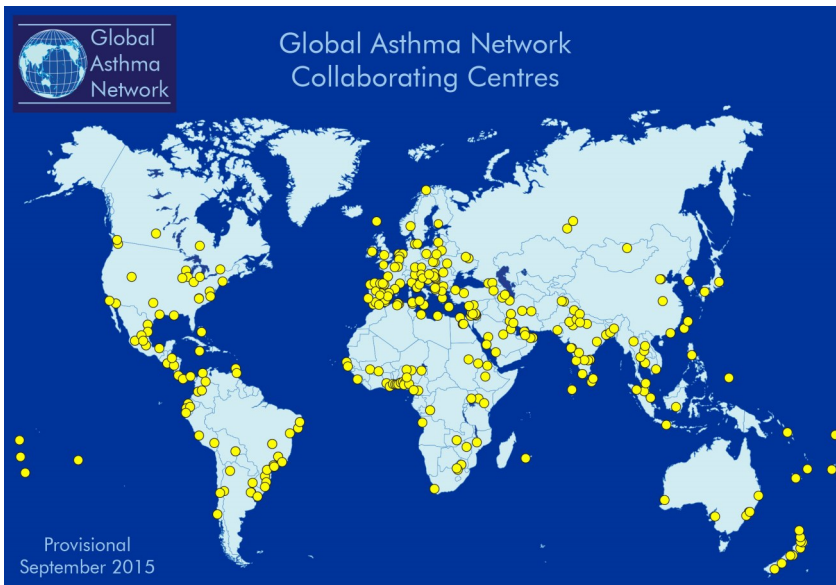 Global
Asthma
Network
Global Asthma Network
Collaborating Centres
Provisional
September 2015